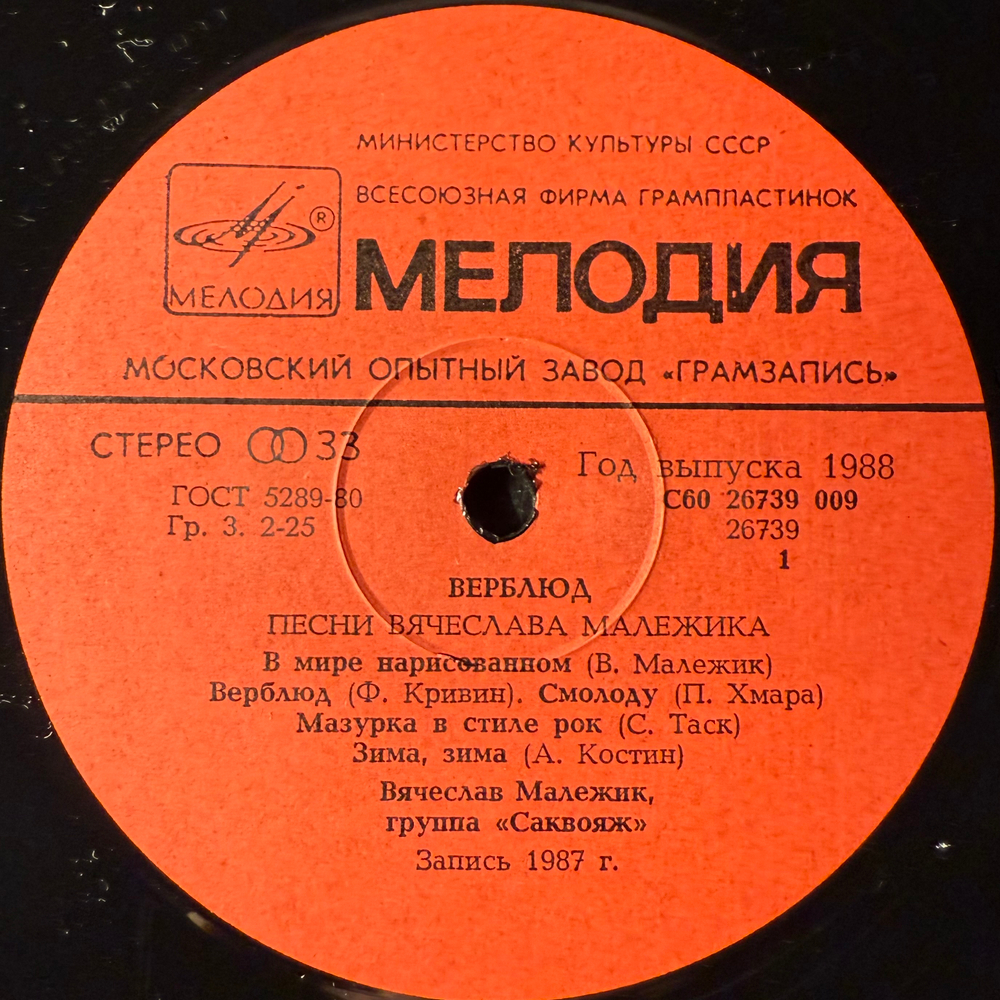 МИНИСТЕРСТВО КУЛЬТУРЫ СССР
ВСЕСОЮЗНАЯ ФИРМА ГРАМПЛАСТИНОК
® МЕЛОДИЯ
МЕЛОДИЯ
МОСКОВСКИЙ ОПЫТНЫЙ ЗАВОД «ГРАМЗАПИСЬ»
СТЕРЕО 33
ГОСТ 5289-80
Гр. 3. 2-25
Год выпуска 1988
С60 26739 009
26739
1
ВЕРБЛЮД
ПЕСНИ ВЯЧЕСЛАВА МАЛЕЖИКА
В мире нарисованном (В. Малежик)
Верблюд (Ф. Кривин). Смолоду (П. Хмара)
Мазурка в стиле рок (С. Таск)
Зима, зима (А. Костин)
Вячеслав Малежик,
группа «Саквояж»
Запись 1987 г.